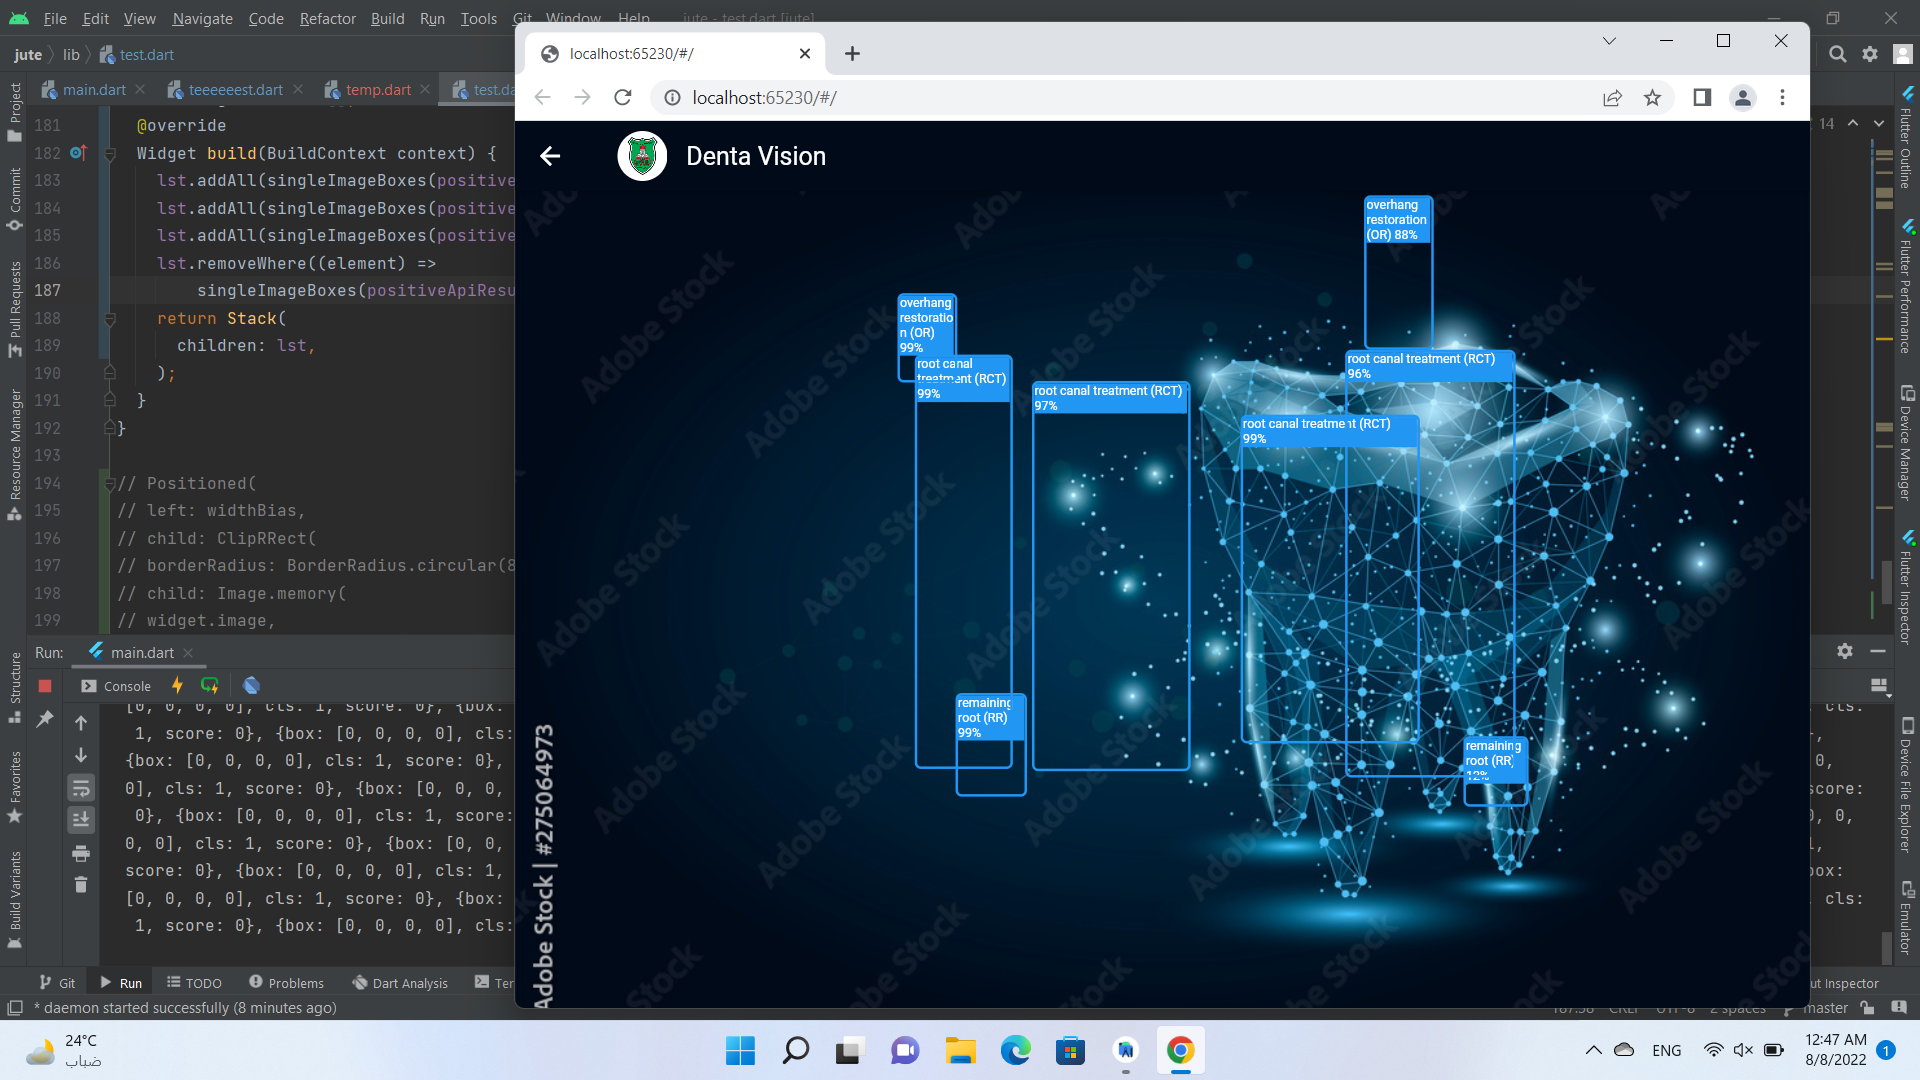 File Edit View Navigate Code Refactor Build Run Tools Git Window Help jute - test.dart [jute]
jute lib test.dart
main.dart teeeeeest.dart temp.dart test.da
181 @override
182 Widget build(BuildContext context) {
183 lst.addAll(singleImageBoxes(positive
184 lst.addAll(singleImageBoxes(positive
185 lst.addAll(singleImageBoxes(positive
186 lst.removeWhere((element) =>
187 singleImageBoxes(positiveApiResu
188 return Stack(
189 children: lst,
190 );
191 }
192 }
193
194 // Positioned(
195 // left: widthBias,
196 // child: ClipRRect(
197 // borderRadius: BorderRadius.circular(8
198 // child: Image.memory(
199 // widget.image,
Project
Commit
Pull Requests
Resource Manager
Structure
Favorites
Build Variants
Run: main.dart
Console
[0, 0, 0, 0], cls: 1, score: 0}, {box:
1, score: 0}, {box: [0, 0, 0, 0], cls:
{box: [0, 0, 0, 0], cls: 1, score: 0},
0], cls: 1, score: 0}, {box: [0, 0, 0,
0}, {box: [0, 0, 0, 0], cls: 1, score:
0, 0], cls: 1, score: 0}, {box: [0, 0,
score: 0}, {box: [0, 0, 0, 0], cls: 1,
[0, 0, 0, 0], cls: 1, score: 0}, {box:
1, score: 0}, {box: [0, 0, 0, 0], cls:
Git Run TODO Problems Dart Analysis Ter
* daemon started successfully (8 minutes ago)
localhost:65230/#/
localhost:65230/#/
Denta Vision
overhang
restoration
(OR) 88%
overhang
restoratio
n (OR)
99%
root canal
treatment (RCT)
99%
root canal treatment (RCT)
97%
root canal treatment (RCT)
96%
root canal treatment (RCT)
99%
remaining
root (RR)
99%
remaining
root (RR)
12%
Adobe Stock
Adobe Stock | #275064973
14
Flutter Outline
Flutter Performance
Device Manager
Flutter Inspector
Device File Explorer
Emulator
cls:
0,
score:
0, 0,
box:
cls:
ut Inspector
187:58 CRLF UTF-8 2 spaces master
24°C
ضباب
ENG
12:47 AM
8/8/2022
1